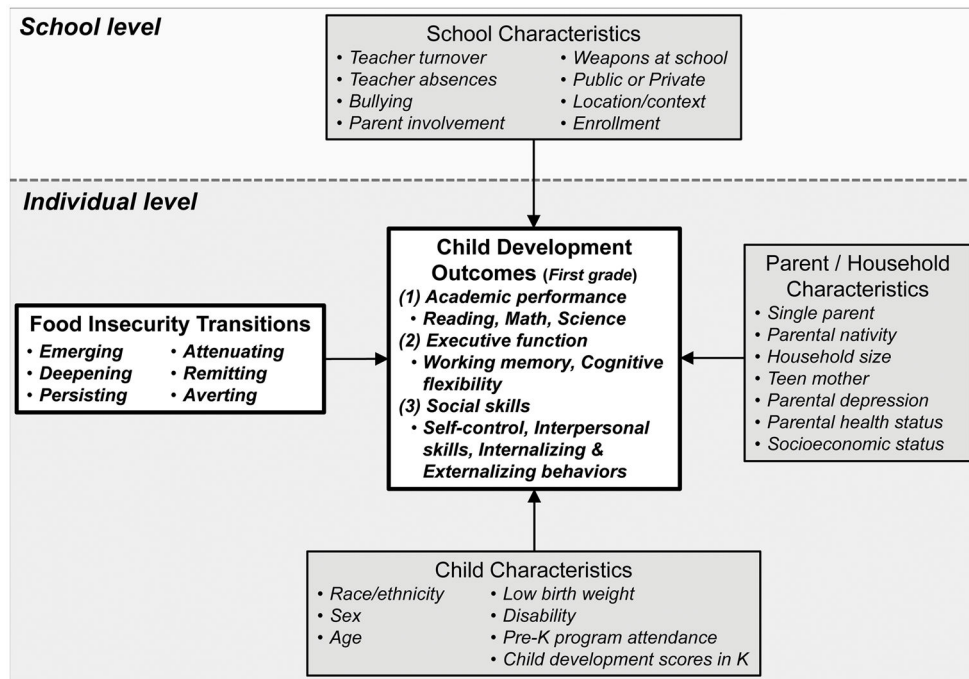 School level
School Characteristics
• Teacher turnover
• Teacher absences
• Bullying
• Parent involvement
• Weapons at school
• Public or Private
• Location/context
• Enrollment
Individual level
Food Insecurity Transitions
• Emerging
• Deepening
• Persisting
• Attenuating
• Remitting
• Averting
Child Development
Outcomes (First grade)
(1) Academic performance
• Reading, Math, Science
(2) Executive function
• Working memory, Cognitive
flexibility
(3) Social skills
• Self-control, Interpersonal
skills, Internalizing &
Externalizing behaviors
Parent / Household
Characteristics
• Single parent
• Parental nativity
• Household size
• Teen mother
• Parental depression
• Parental health status
• Socioeconomic status
Child Characteristics
• Race/ethnicity
• Sex
• Age
• Low birth weight
• Disability
• Pre-K program attendance
• Child development scores in K